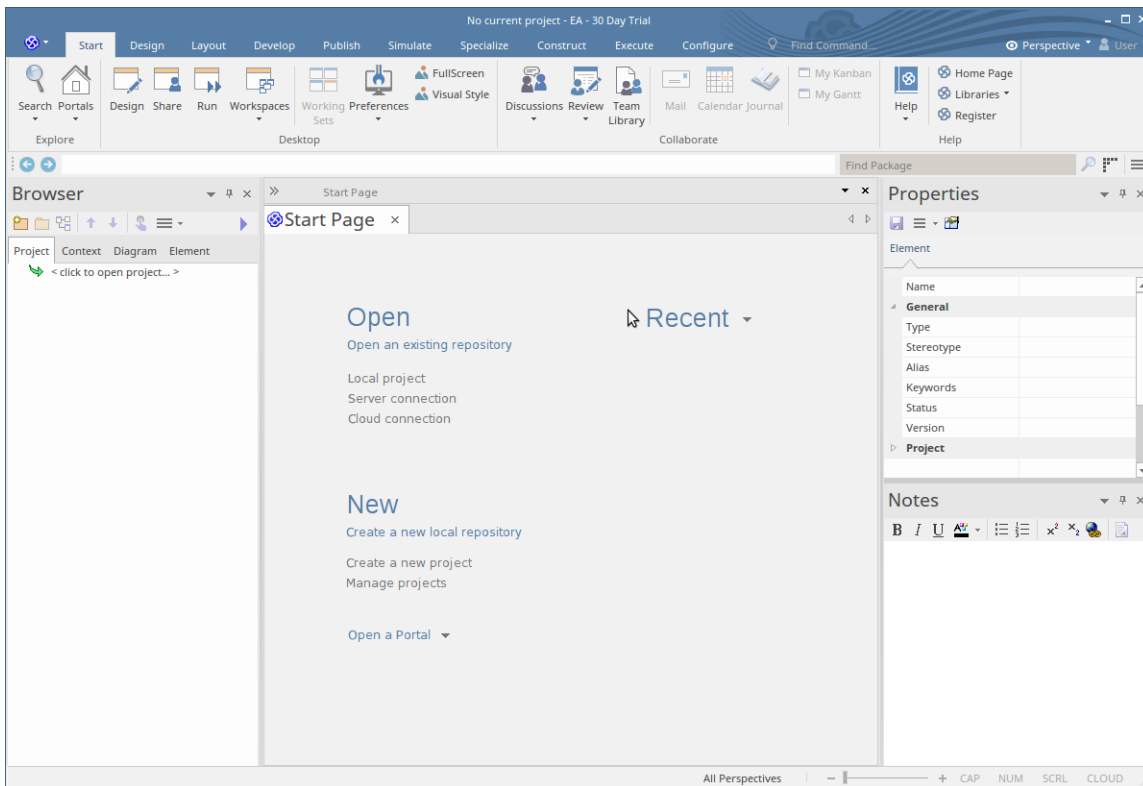 No current project - EA - 30 Day Trial
Start Design Layout Develop Publish Simulate Specialize Construct Execute Configure Find Command... Perspective User
Search Portals Design Share Run Workspaces Working Sets Preferences
FullScreen
Visual Style
Discussions Review Team Library Mail Calendar Journal
My Kanban
My Gantt
Help
Home Page
Libraries
Register
Explore Desktop Collaborate Help
Find Package
Browser
Project Context Diagram Element
< click to open project... >
Start Page
Start Page
Open
Open an existing repository
Local project
Server connection
Cloud connection
Recent
New
Create a new local repository
Create a new project
Manage projects
Open a Portal
Properties
Element
Name
General
Type
Stereotype
Alias
Keywords
Status
Version
Project
Notes
B I U A x² x₂
All Perspectives CAP NUM SCRL CLOUD